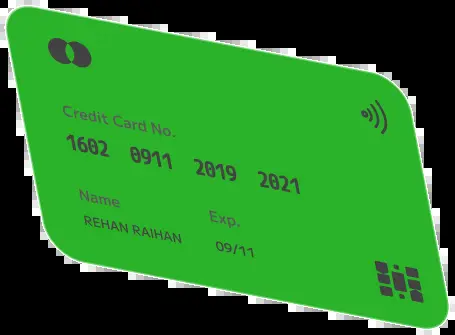 Credit Card No.
1602 0911 2019 2021
Name Exp.
REHAN RAIHAN 09/11